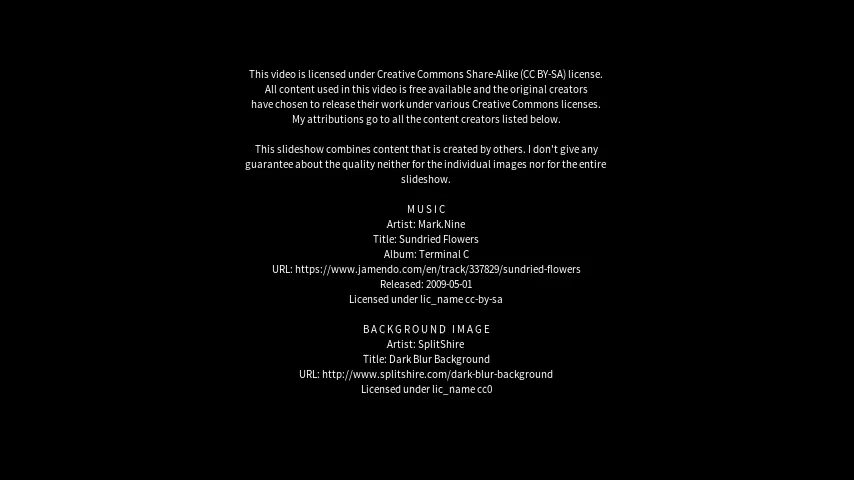 This video is licensed under Creative Commons Share-Alike (CC BY-SA) license.
All content used in this video is free available and the original creators
have chosen to release their work under various Creative Commons licenses.
My attributions go to all the content creators listed below.
This slideshow combines content that is created by others. I don't give any
guarantee about the quality neither for the individual images nor for the entire
slideshow.
MUSIC
Artist: Mark.Nine
Title: Sundried Flowers
Album: Terminal C
URL: https://www.jamendo.com/en/track/337829/sundried-flowers
Released: 2009-05-01
Licensed under lic_name cc-by-sa
BACKGROUND IMAGE
Artist: SplitShire
Title: Dark Blur Background
URL: http://www.splitshire.com/dark-blur-background
Licensed under lic_name cc0